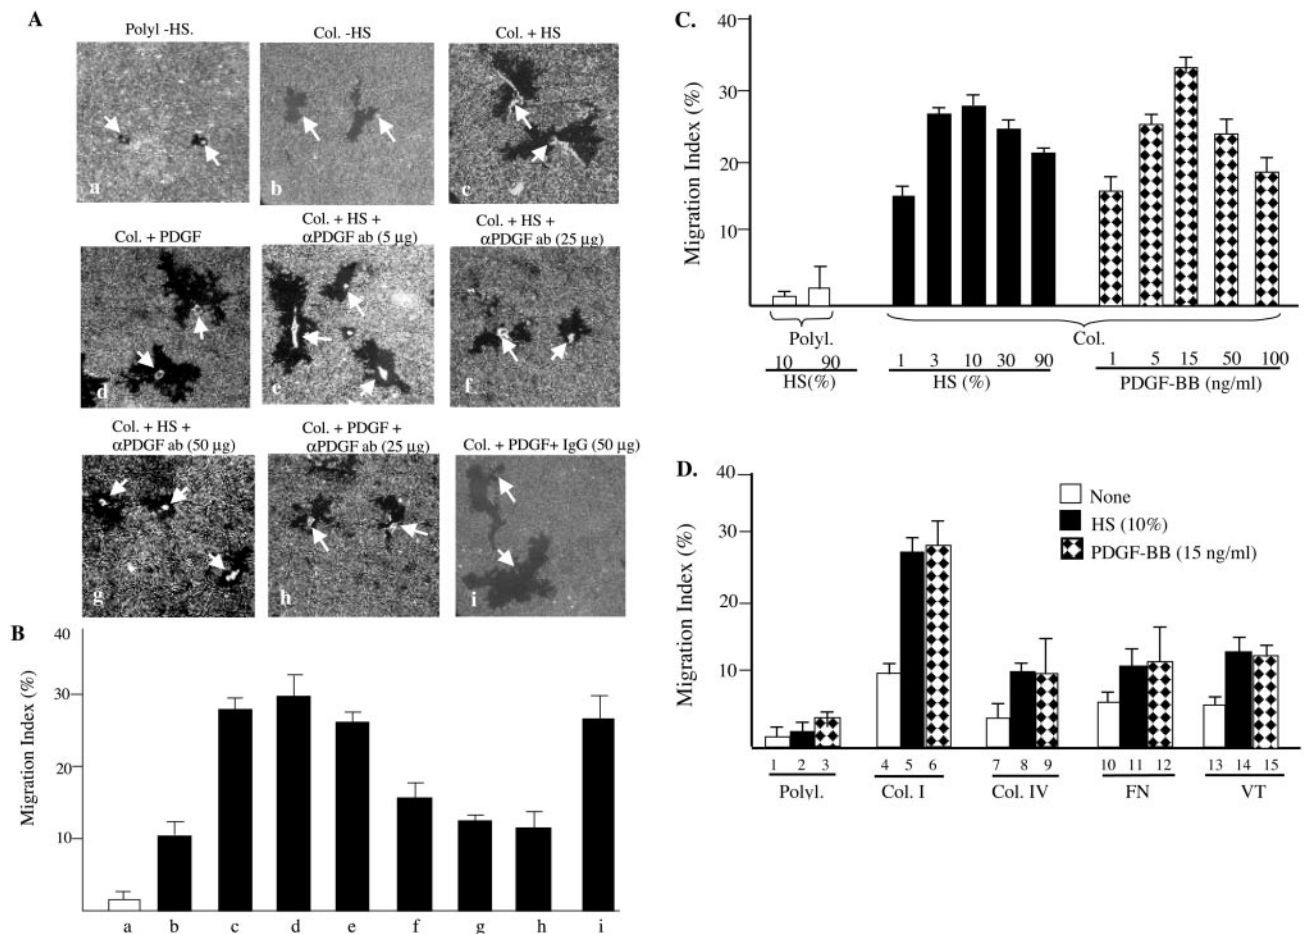 A
Polyl -HS.
Col. -HS
Col. + HS
a
b
c
Col. + PDGF
Col. + HS +
αPDGF ab (5 µg)
Col. + HS +
αPDGF ab (25 µg)
d
e
f
Col. + HS +
αPDGF ab (50 µg)
Col. + PDGF +
αPDGF ab (25 µg)
Col. + PDGF+ IgG (50 µg)
g
h
i
B
Migration Index (%)
40
30
20
10
a b c d e f g h i
C.
Migration Index (%)
40
30
20
10
Polyl.
Col.
10 90
1 3 10 30 90
1 5 15 50 100
HS(%)
HS (%)
PDGF-BB (ng/ml)
D.
Migration Index (%)
40
30
20
10
None
HS (10%)
PDGF-BB (15 ng/ml)
1 2 3 4 5 6 7 8 9 10 11 12 13 14 15
Polyl.
Col. I
Col. IV
FN
VT